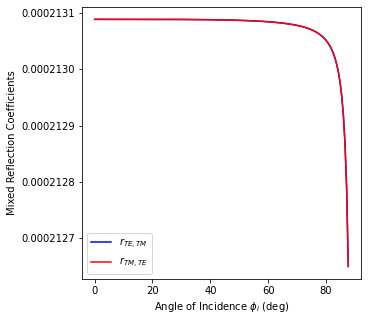 0.0002131
0.0002130
0.0002129
0.0002128
0.0002127
Mixed Reflection Coefficients
r_{TE, TM}
r_{TM, TE}
0 20 40 60 80
Angle of Incidence ϕ_i (deg)